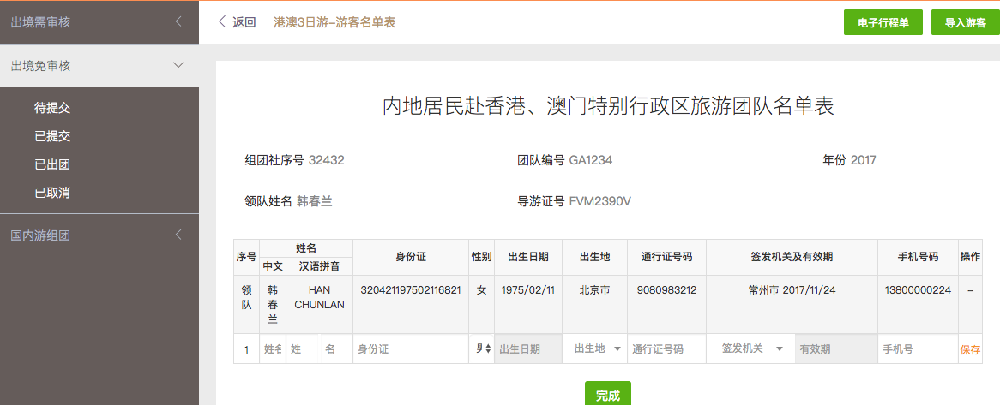 出境需审核
返回 港澳3日游-游客名单表
电子行程单 导入游客
出境免审核
待提交
已提交
已出团
已取消
国内游组团
内地居民赴香港、澳门特别行政区旅游团队名单表
组团社序号 32432 团队编号 GA1234 年份 2017
领队姓名 韩春兰 导游证号 FVM2390V
序号 姓名 身份证 性别 出生日期 出生地 通行证号码 签发机关及有效期 手机号码 操作
中文 汉语拼音
领队 韩春兰 HAN CHUNLAN 320421197502116821 女 1975/02/11 北京市 9080983212 常州市 2017/11/24 13800000224 –
1 姓名 姓 名 身份证 男 出生日期 出生地 通行证号码 签发机关 有效期 手机号 保存
完成